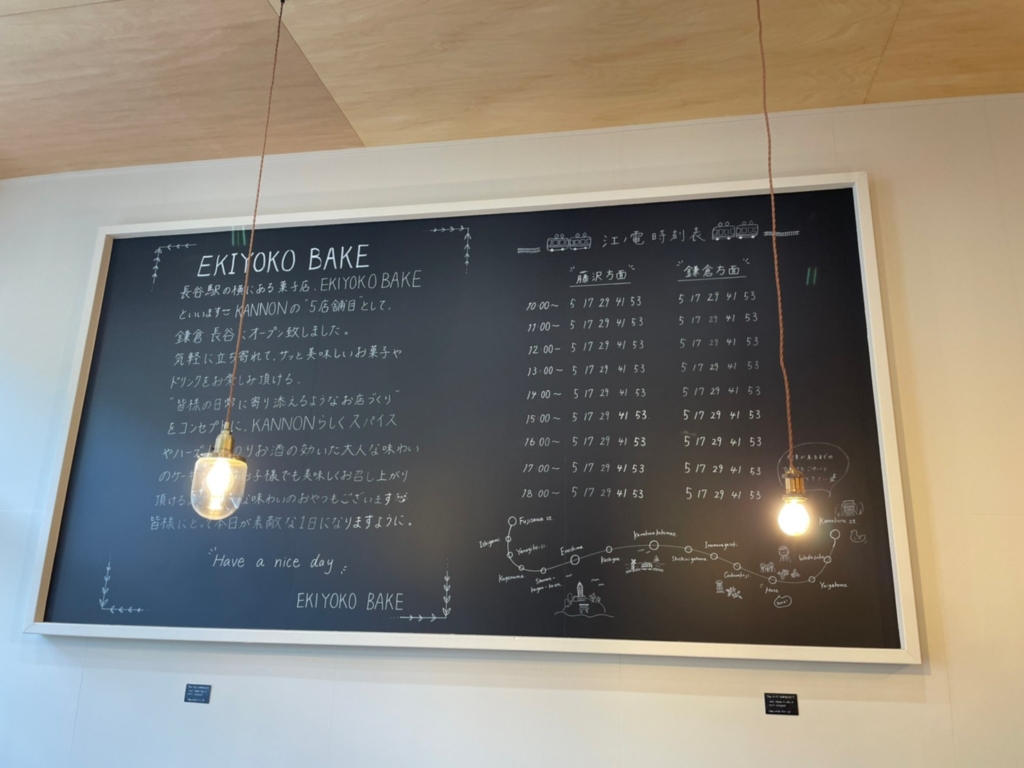 EKIYOKO BAKE
長谷駅の横にある菓子店、EKIYOKO BAKE
といいます KANNONの"5店舗目"として、
鎌倉 長谷にオープン致しました。
気軽に立ち寄れて、サッと美味しいお菓子や
ドリンクをお楽しみ頂ける、
"皆様の日常に寄り添えるようなお店づくり"
をコンセプトに、KANNONらしくスパイス
やハーブ お酒の効いた大人な味わい
のケーキ お子様でも美味しくお召し上がり
頂ける 味わいのおやつもございます
皆様にとって本日が素敵な1日になりますように。
Have a nice day
EKIYOKO BAKE
江ノ電 時刻表
藤沢方面 鎌倉方面
10:00~ 5 17 29 41 53 5 17 29 41 53
11:00~ 5 17 29 41 53 5 17 29 41 53
12:00~ 5 17 29 41 53 5 17 29 41 53
13:00~ 5 17 29 41 53 5 17 29 41 53
14:00~ 5 17 29 41 53 5 17 29 41 53
15:00~ 5 17 29 41 53 5 17 29 41 53
16:00~ 5 17 29 41 53 5 17 29 41 53
17:00~ 5 17 29 41 53 5 17 29 41 53
18:00~ 5 17 29 41 53 5 17 29 41 53
Fujisawa
Ishigami
Enoshima
Hase
Yuigahama
Wadazuka